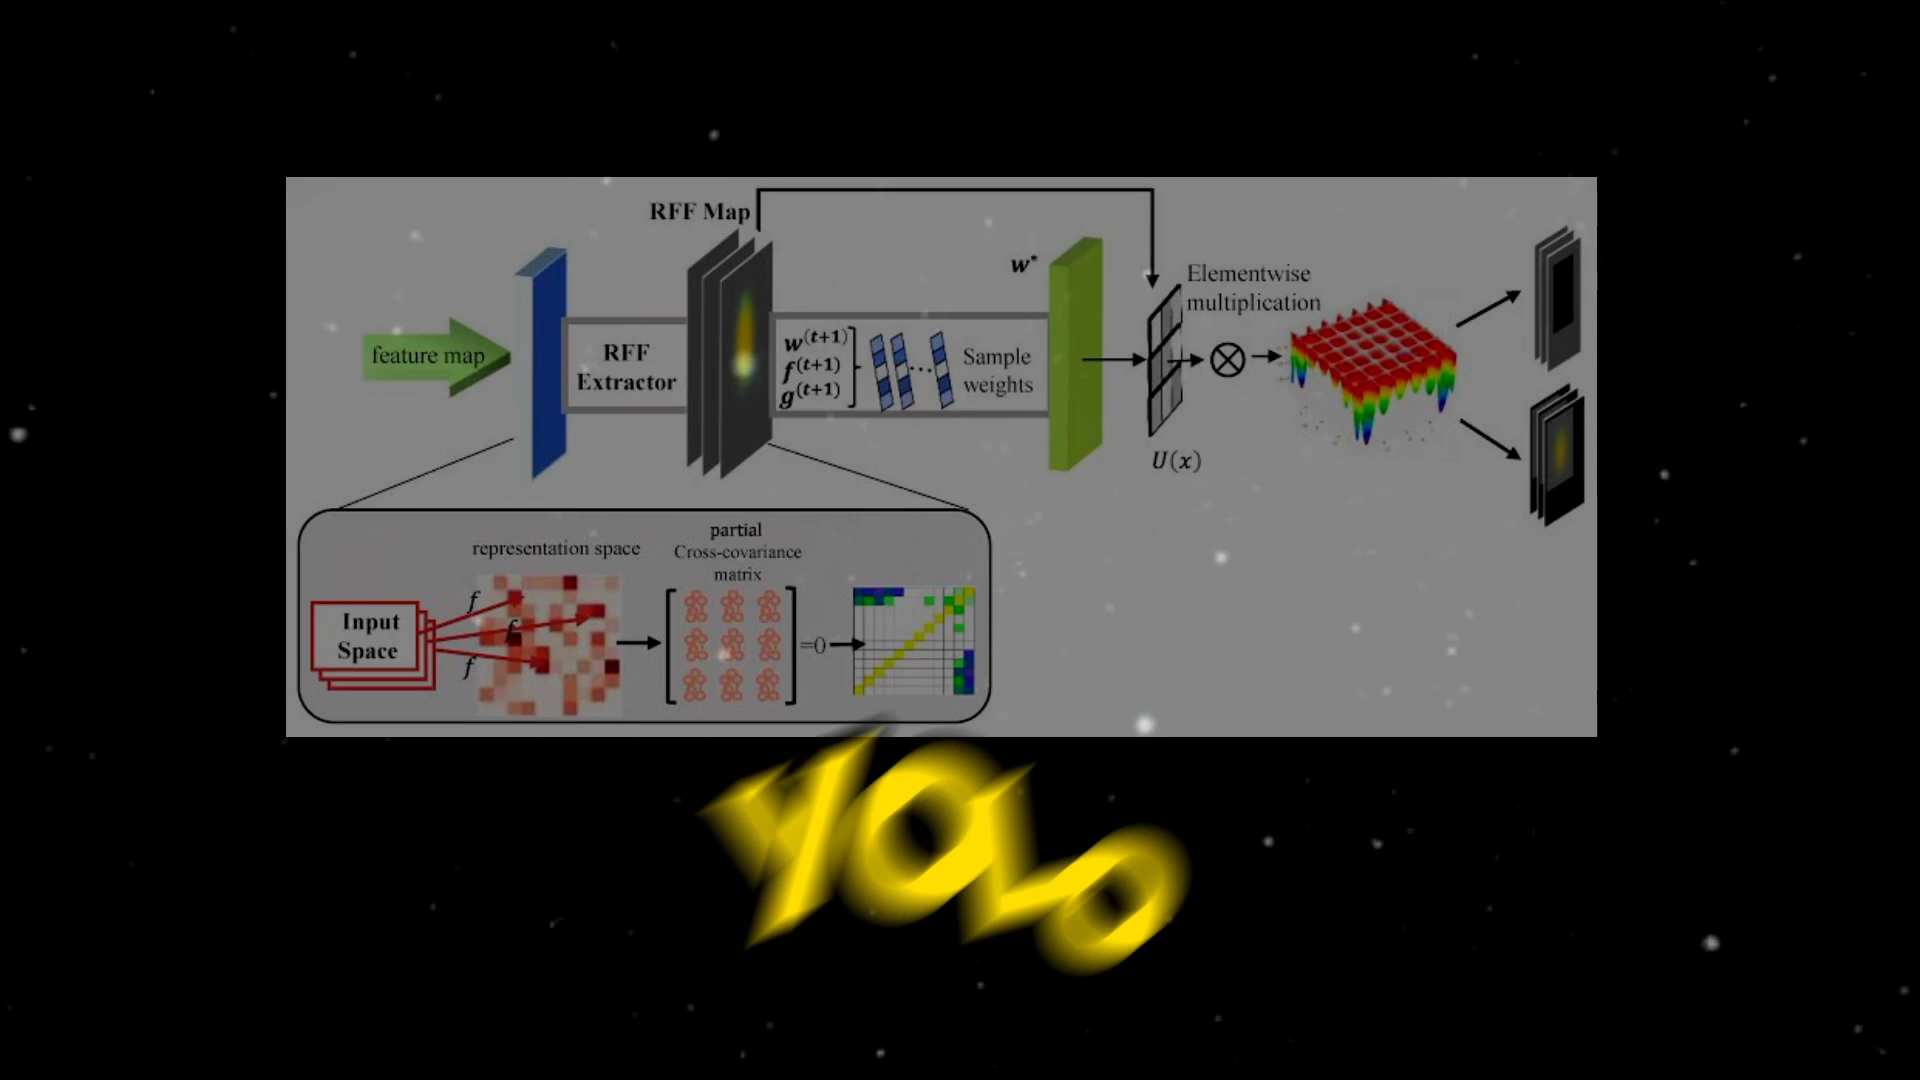 RFF Map
w*
Elementwise
multiplication
feature map
RFF
Extractor
w(t+1)
f(t+1)
g(t+1)
...
Sample
weights
U(x)
representation space
partial
Cross-covariance
matrix
Input
Space
f
f
f
=0
YOLO